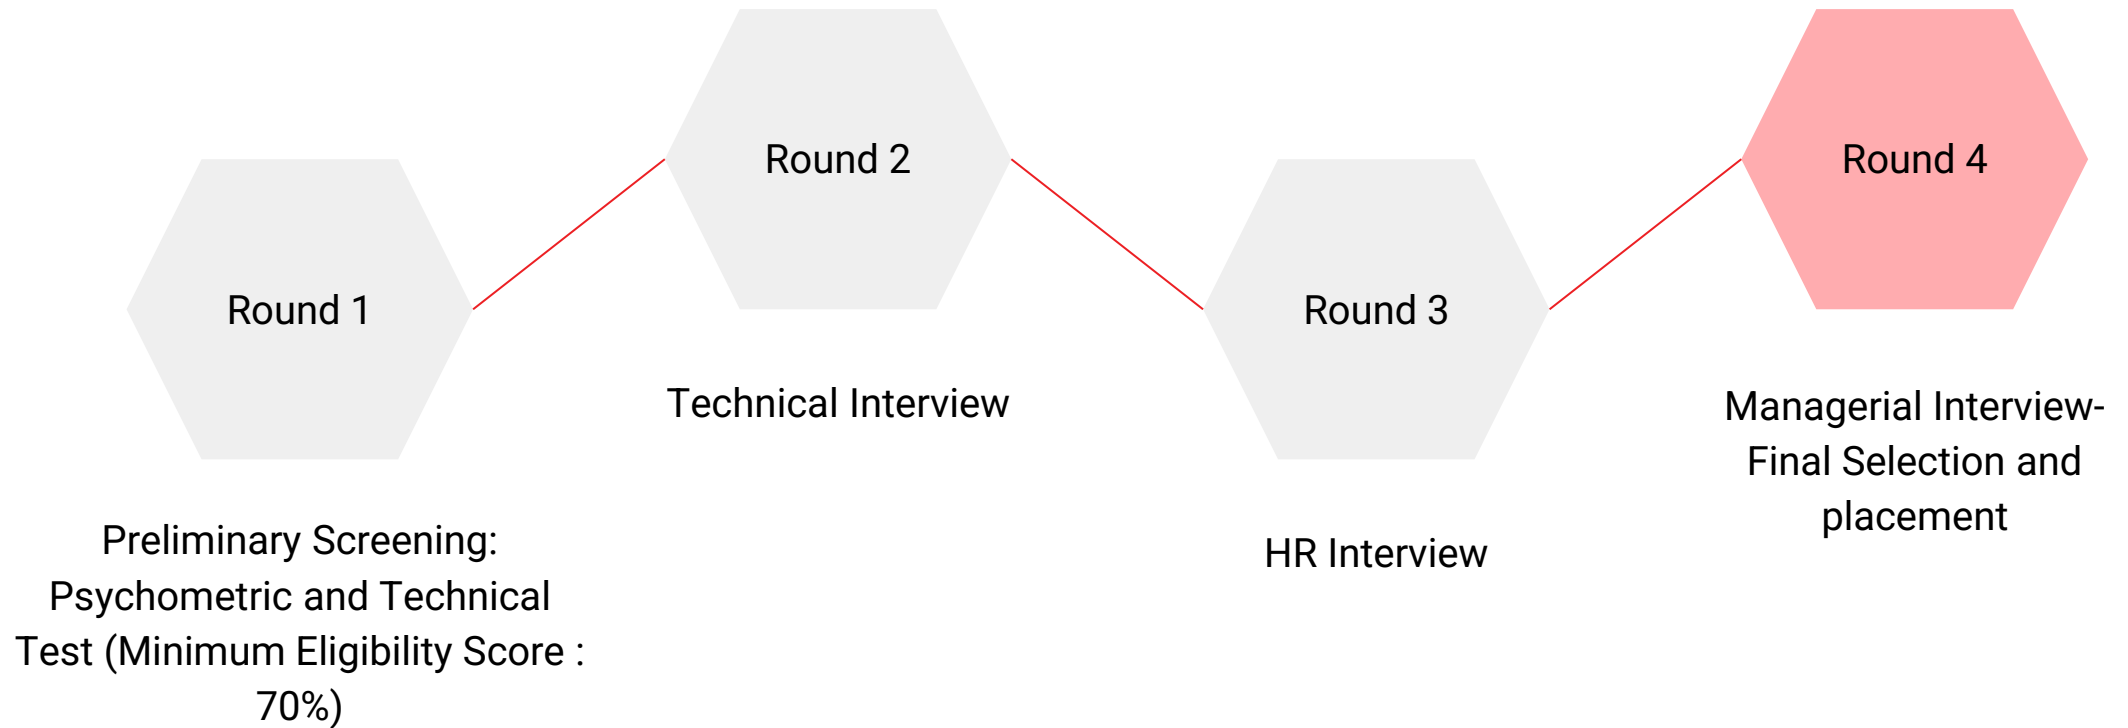 Round 1
Preliminary Screening:
Psychometric and Technical
Test (Minimum Eligibility Score :
70%)
Round 2
Technical Interview
Round 3
HR Interview
Round 4
Managerial Interview-
Final Selection and
placement